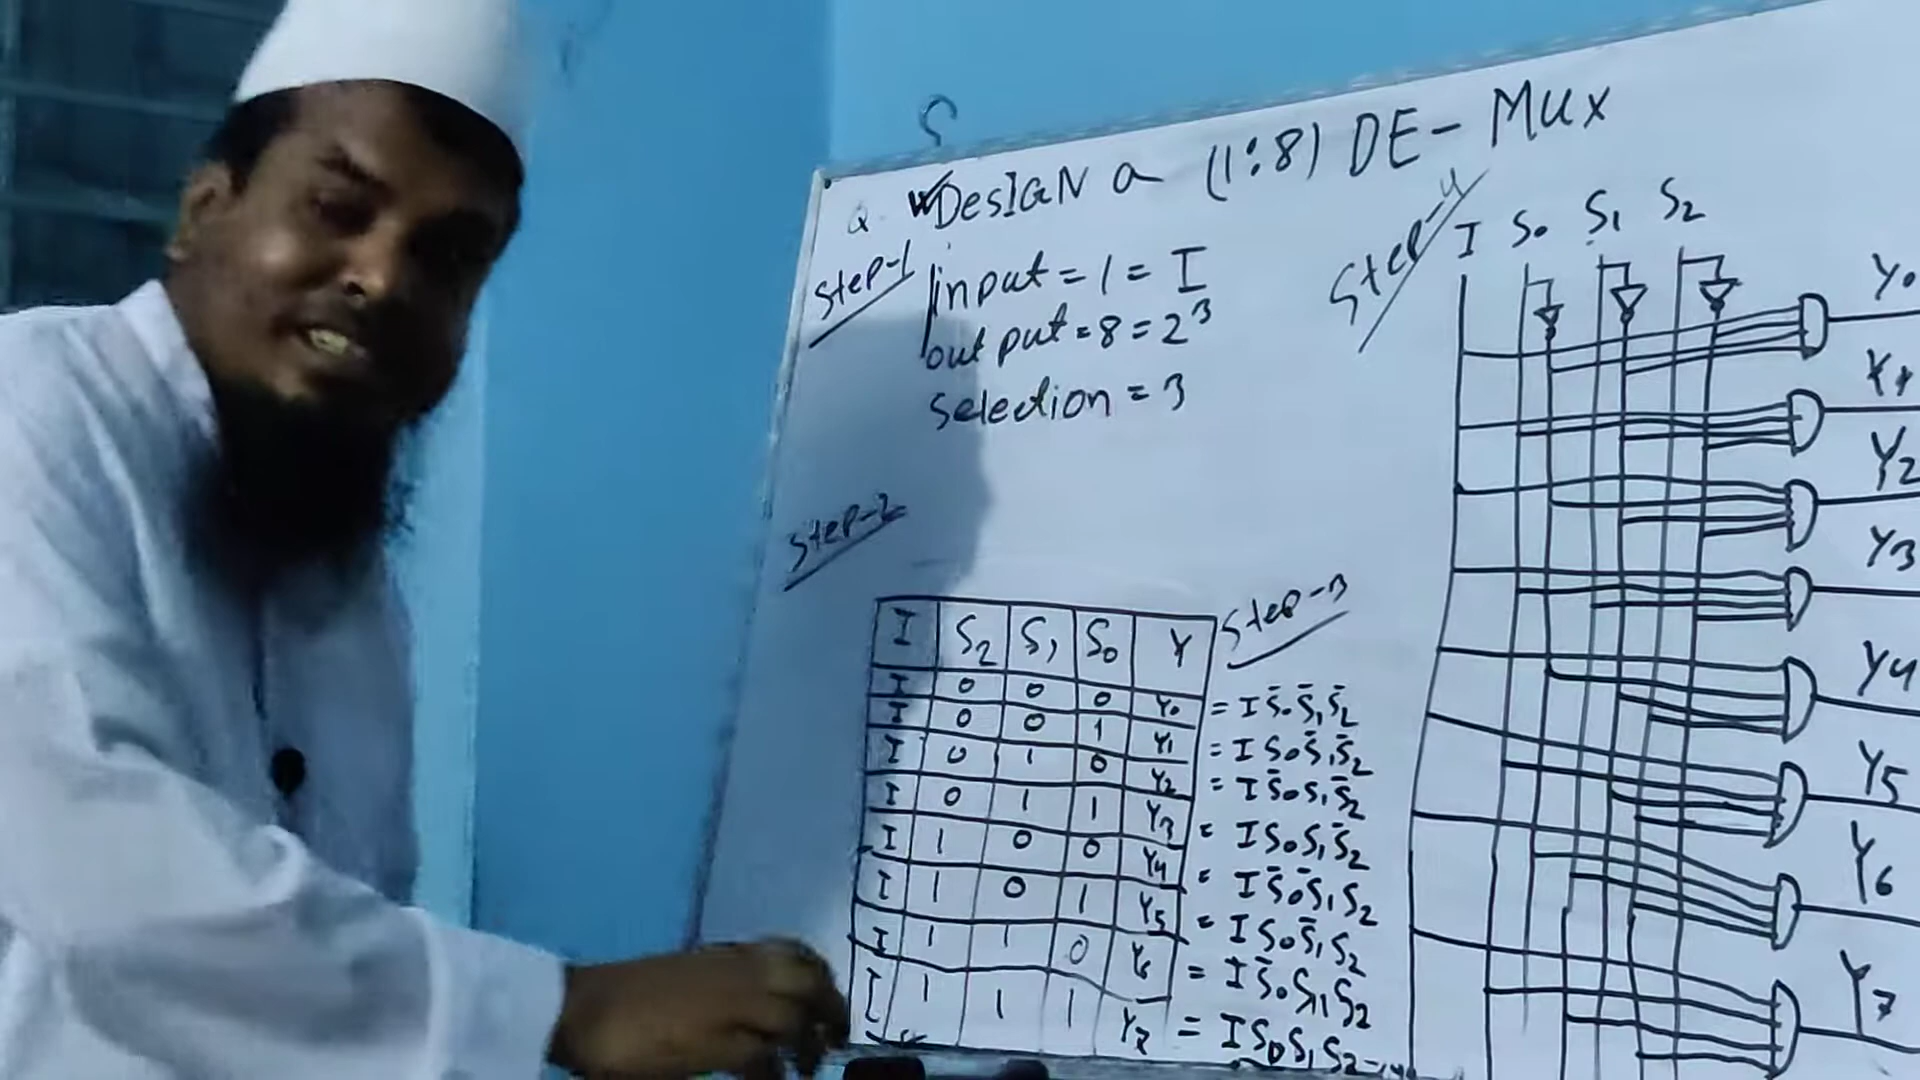 Q. DesIGN a (1:8) DE-MUX
Step-1
input = 1 = I
output = 8 = 2³
Selection = 3
Step-2
I S₂ S₁ S₀ Y
I 0 0 0 Y₀
I 0 0 1 Y₁
I 0 1 0 Y₂
I 0 1 1 Y₃
I 1 0 0 Y₄
I 1 0 1 Y₅
I 1 1 0 Y₆
I 1 1 1 Y₇
Step-3
= I S̄₀ S̄₁ S̄₂
= I S₀ S̄₁ S̄₂
= I S̄₀ S₁ S̄₂
= I S₀ S₁ S̄₂
= I S̄₀ S̄₁ S₂
= I S₀ S̄₁ S₂
= I S̄₀ S₁ S₂
= I S₀ S₁ S₂
Step-4
I S₀ S₁ S₂
Y₀
Y₁
Y₂
Y₃
Y₄
Y₅
Y₆
Y₇